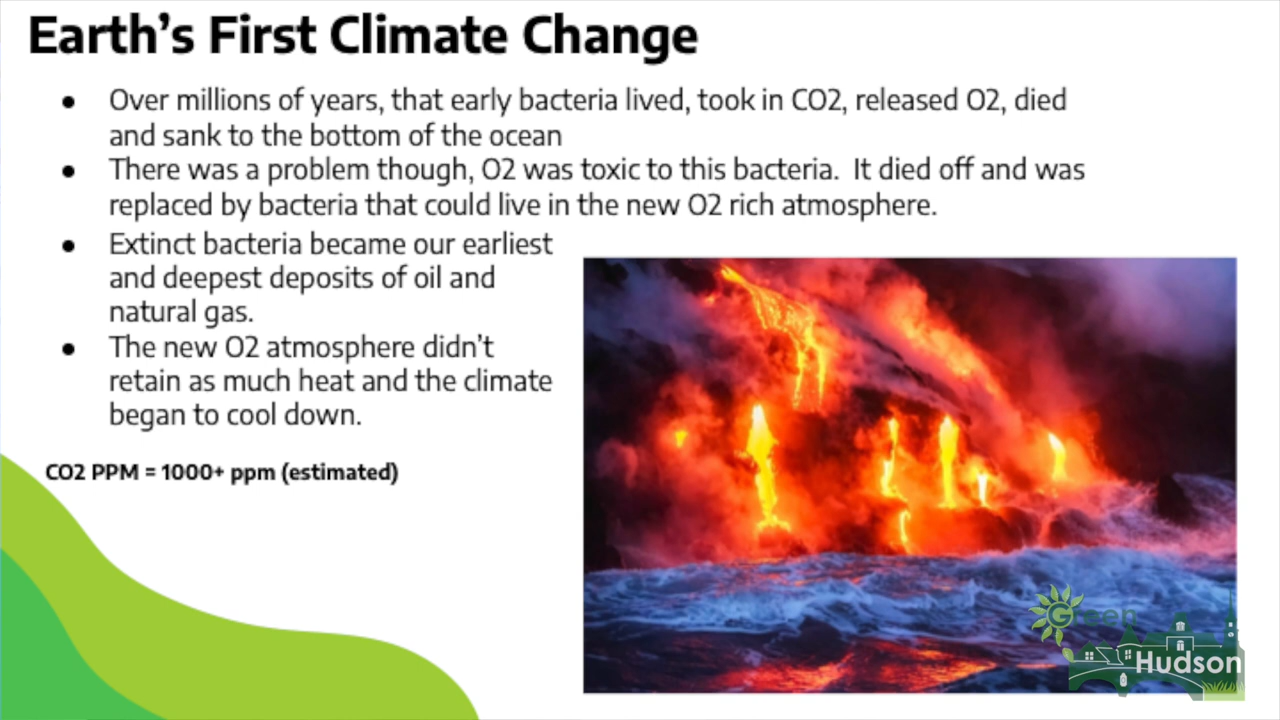 Earth's First Climate Change
● Over millions of years, that early bacteria lived, took in CO2, released O2, died
and sank to the bottom of the ocean
● There was a problem though, O2 was toxic to this bacteria.  It died off and was
replaced by bacteria that could live in the new O2 rich atmosphere.
● Extinct bacteria became our earliest
and deepest deposits of oil and
natural gas.
● The new O2 atmosphere didn't
retain as much heat and the climate
began to cool down.
CO2 PPM = 1000+ ppm (estimated)
Green
Hudson